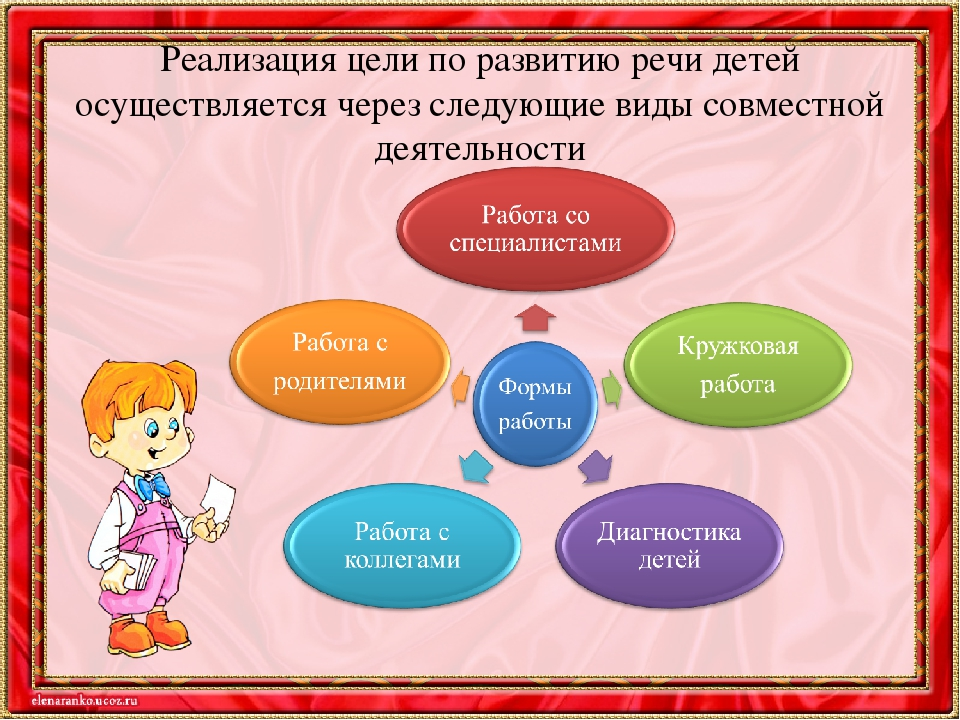 Реализация цели по развитию речи детей
осуществляется через следующие виды совместной
деятельности
Работа со
специалистами
Работа с
родителями
Кружковая
работа
Формы
работы
Работа с
коллегами
Диагностика
детей
elenaranko.ucoz.ru